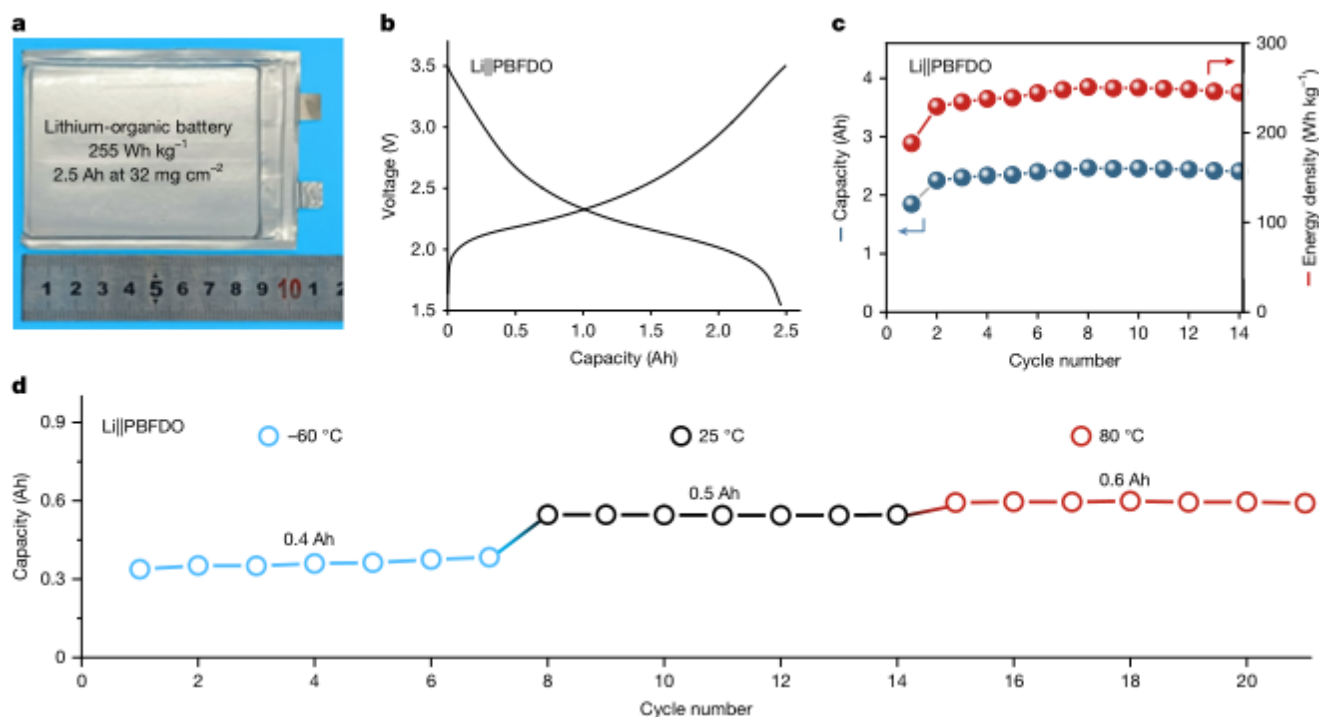 a
Lithium-organic battery
255 Wh kg⁻¹
2.5 Ah at 32 mg cm⁻²
1 2 3 4 5 6 7 8 9 10 1 2
b
Li||PBFDO
Voltage (V)
3.5
3.0
2.5
2.0
1.5
0 0.5 1.0 1.5 2.0 2.5
Capacity (Ah)
c
Li||PBFDO
Capacity (Ah)
4
3
2
1
0
300
200
100
0
Energy density (Wh kg⁻¹)
0 2 4 6 8 10 12 14
Cycle number
d
Li||PBFDO
–60 °C
25 °C
80 °C
Capacity (Ah)
0.9
0.6
0.3
0
0.4 Ah
0.5 Ah
0.6 Ah
0 2 4 6 8 10 12 14 16 18 20
Cycle number